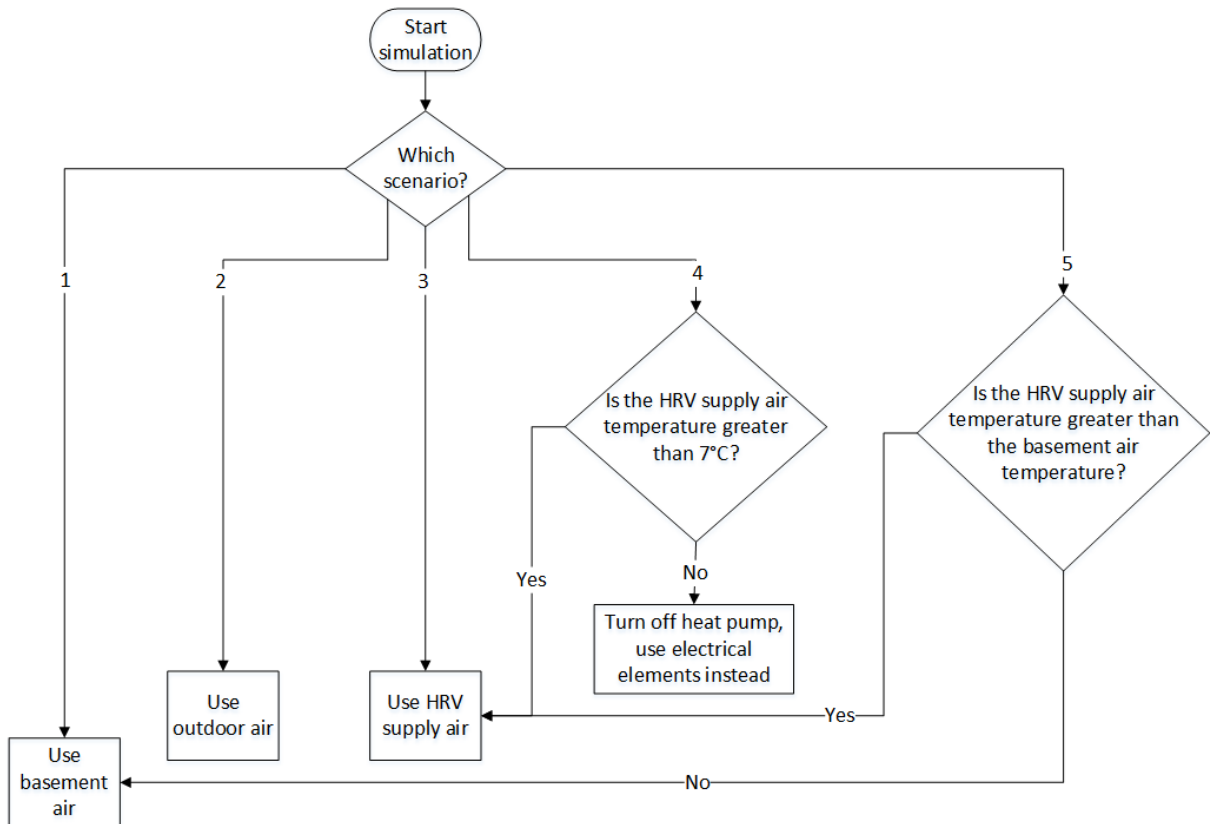 Start
simulation
Which
scenario?
1
2
3
4
5
Is the HRV supply air
temperature greater
than 7°C?
Is the HRV supply air
temperature greater than
the basement air
temperature?
Yes
No
Turn off heat pump,
use electrical
elements instead
Use
outdoor air
Use HRV
supply air
Yes
Use
basement
air
No